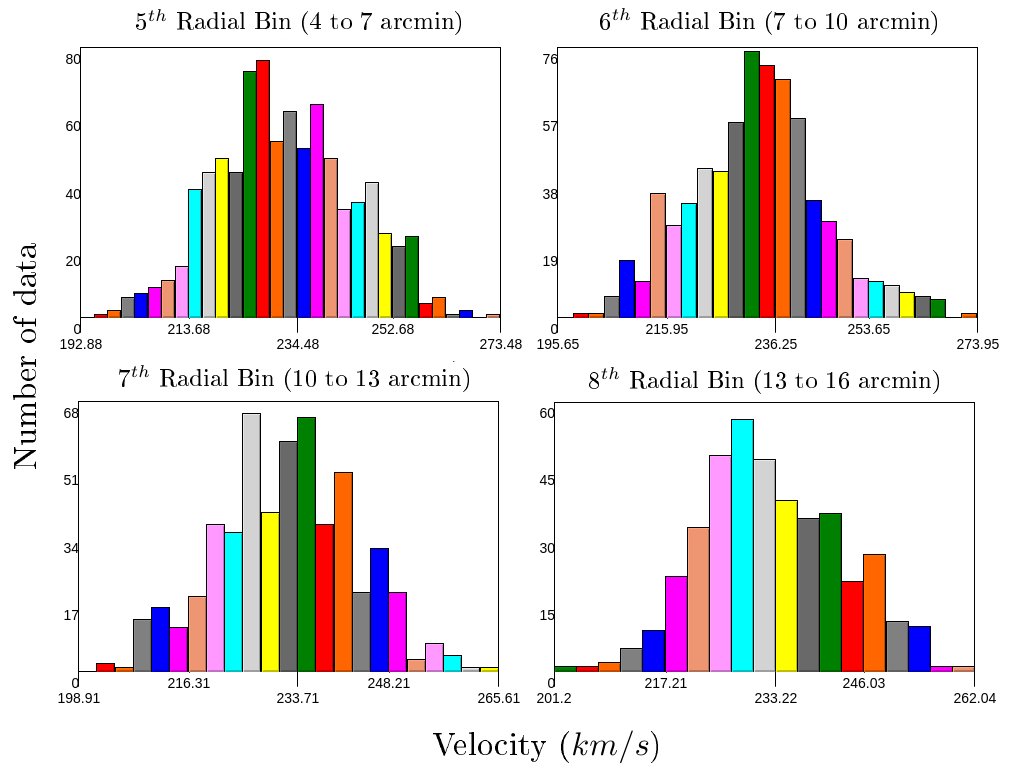 5th Radial Bin (4 to 7 arcmin)
80
60
40
20
0
192.88 213.68 234.48 252.68 273.48
6th Radial Bin (7 to 10 arcmin)
76
57
38
19
0
195.65 215.95 236.25 253.65 273.95
Number of data
7th Radial Bin (10 to 13 arcmin)
68
51
34
17
0
198.91 216.31 233.71 248.21 265.61
8th Radial Bin (13 to 16 arcmin)
60
45
30
15
0
201.2 217.21 233.22 246.03 262.04
Velocity (km/s)